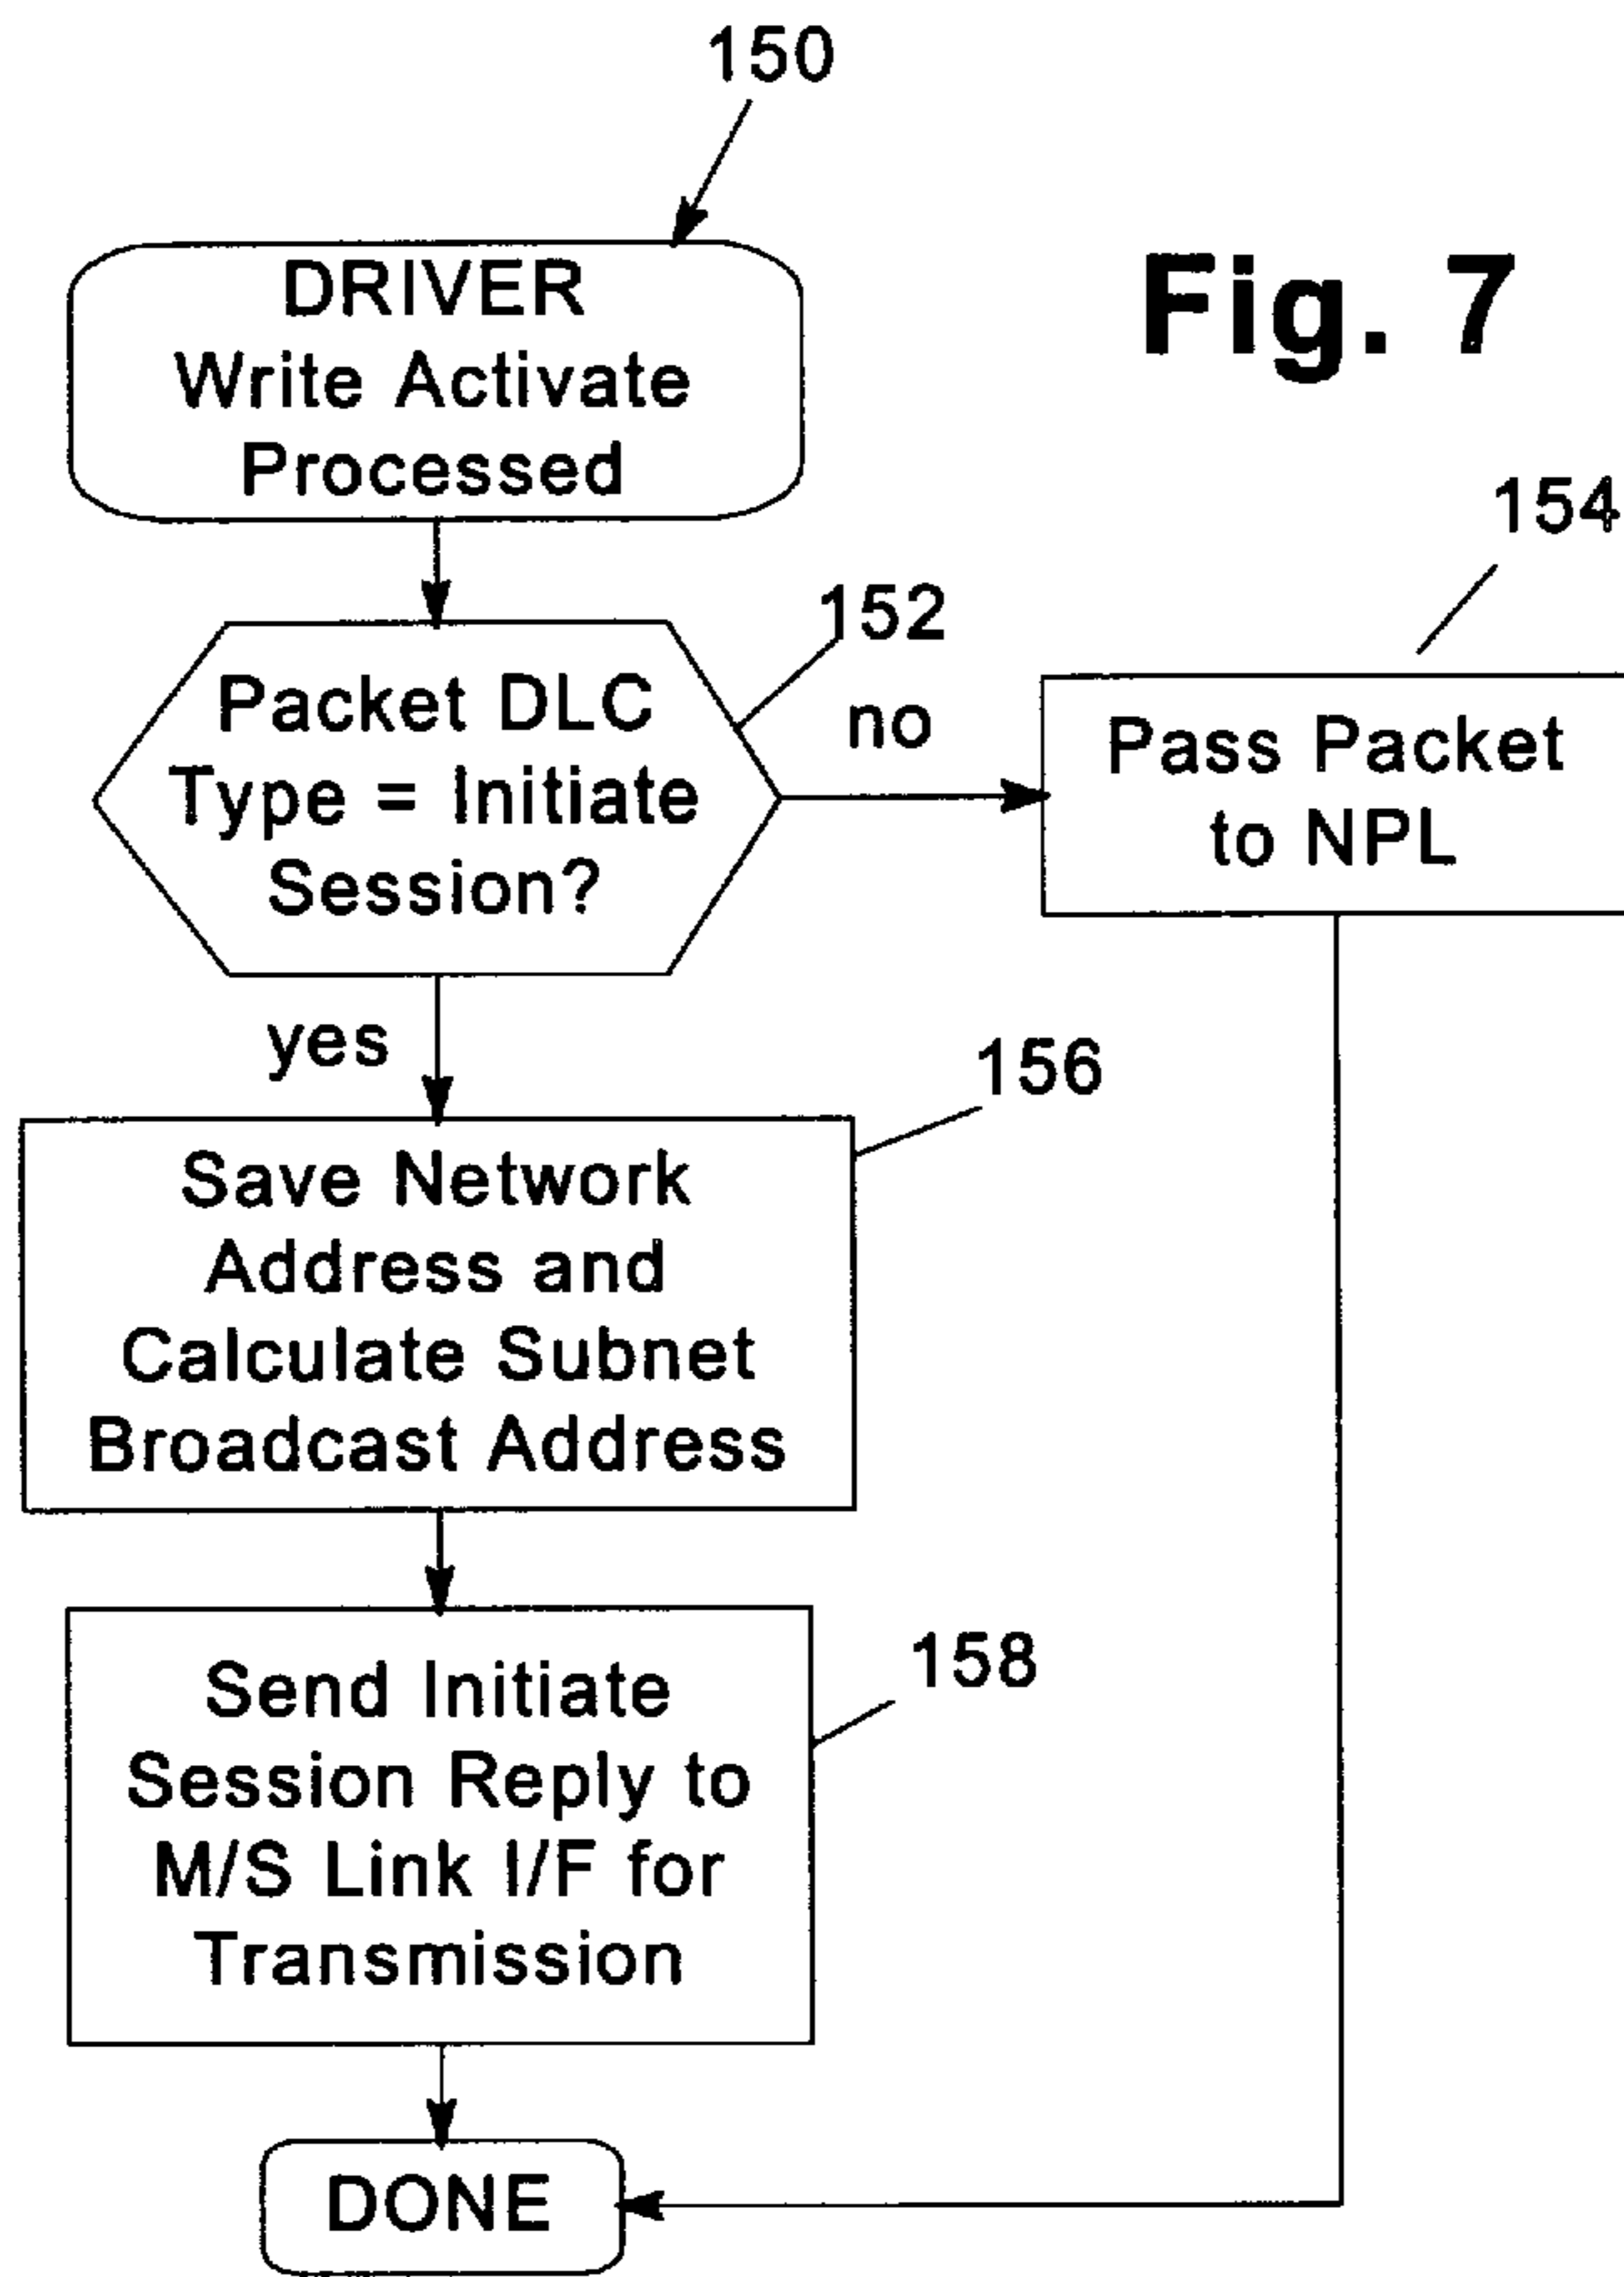 150
DRIVER
Write Activate
Processed
Fig. 7
154
152
Packet DLC
Type = Initiate
Session?
no
Pass Packet
to NPL
yes
156
Save Network
Address and
Calculate Subnet
Broadcast Address
158
Send Initiate
Session Reply to
M/S Link I/F for
Transmission
DONE